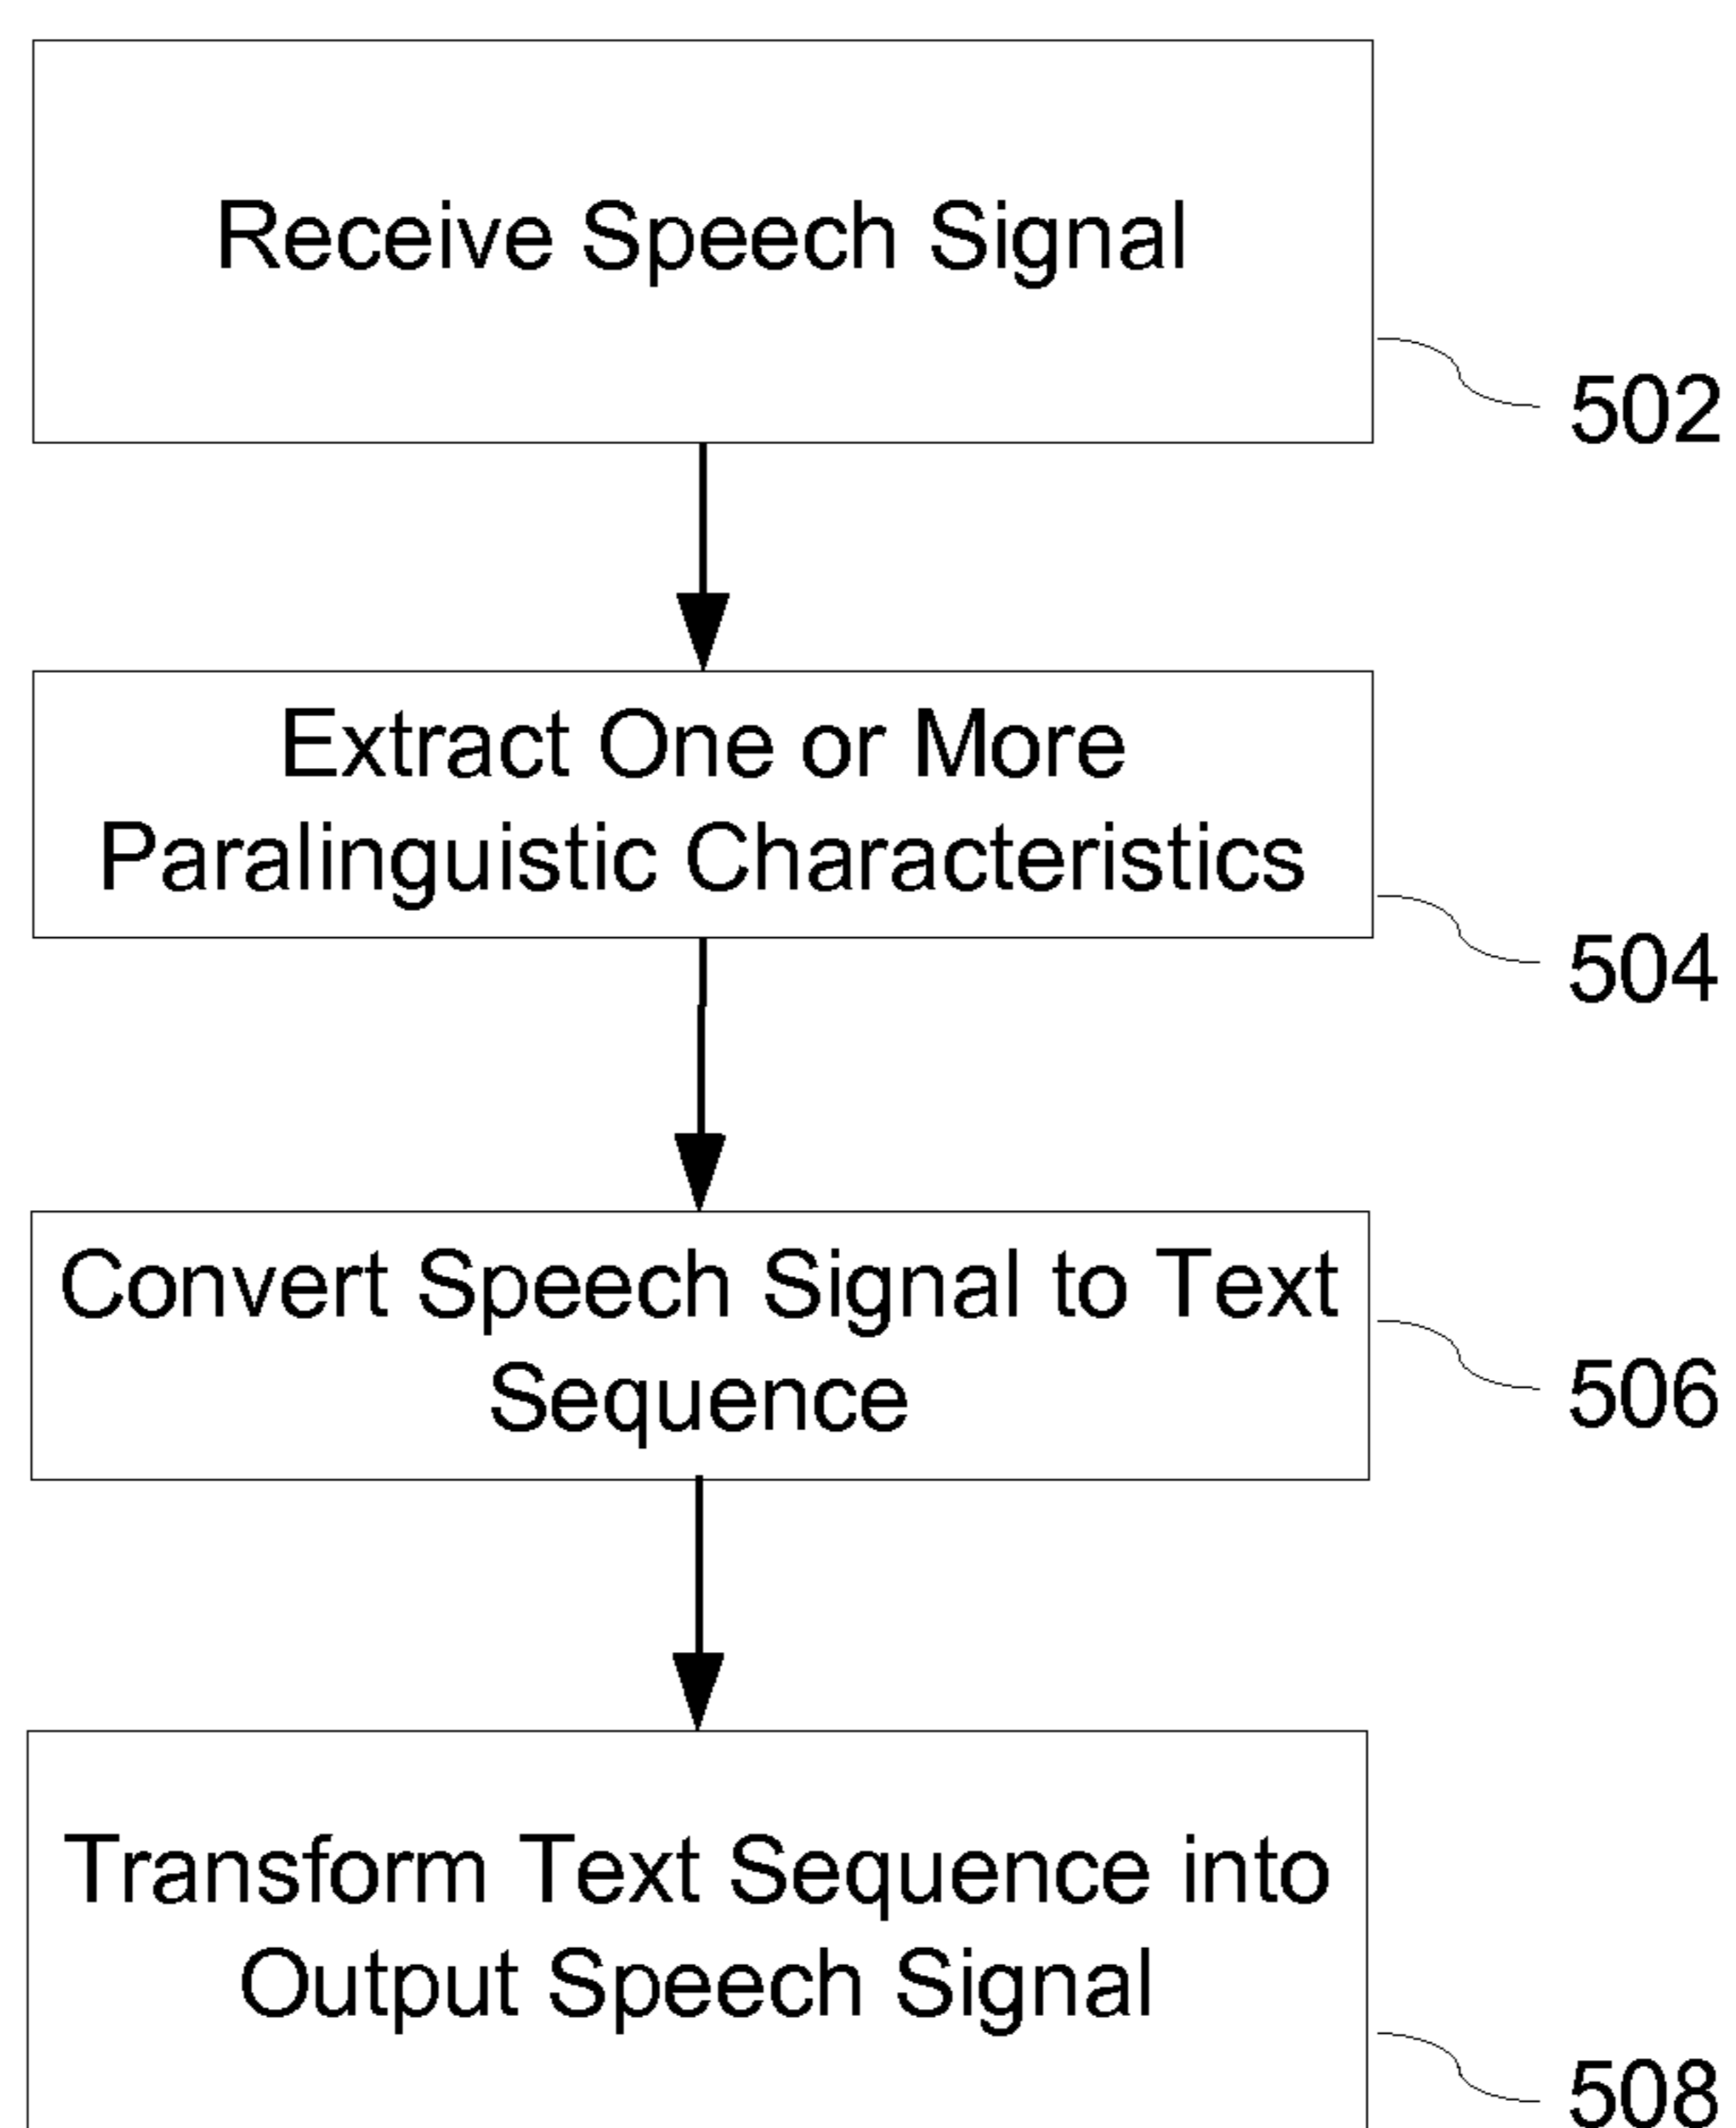 Receive Speech Signal
502
Extract One or More
Paralinguistic Characteristics
504
Convert Speech Signal to Text
Sequence
506
Transform Text Sequence into
Output Speech Signal
508